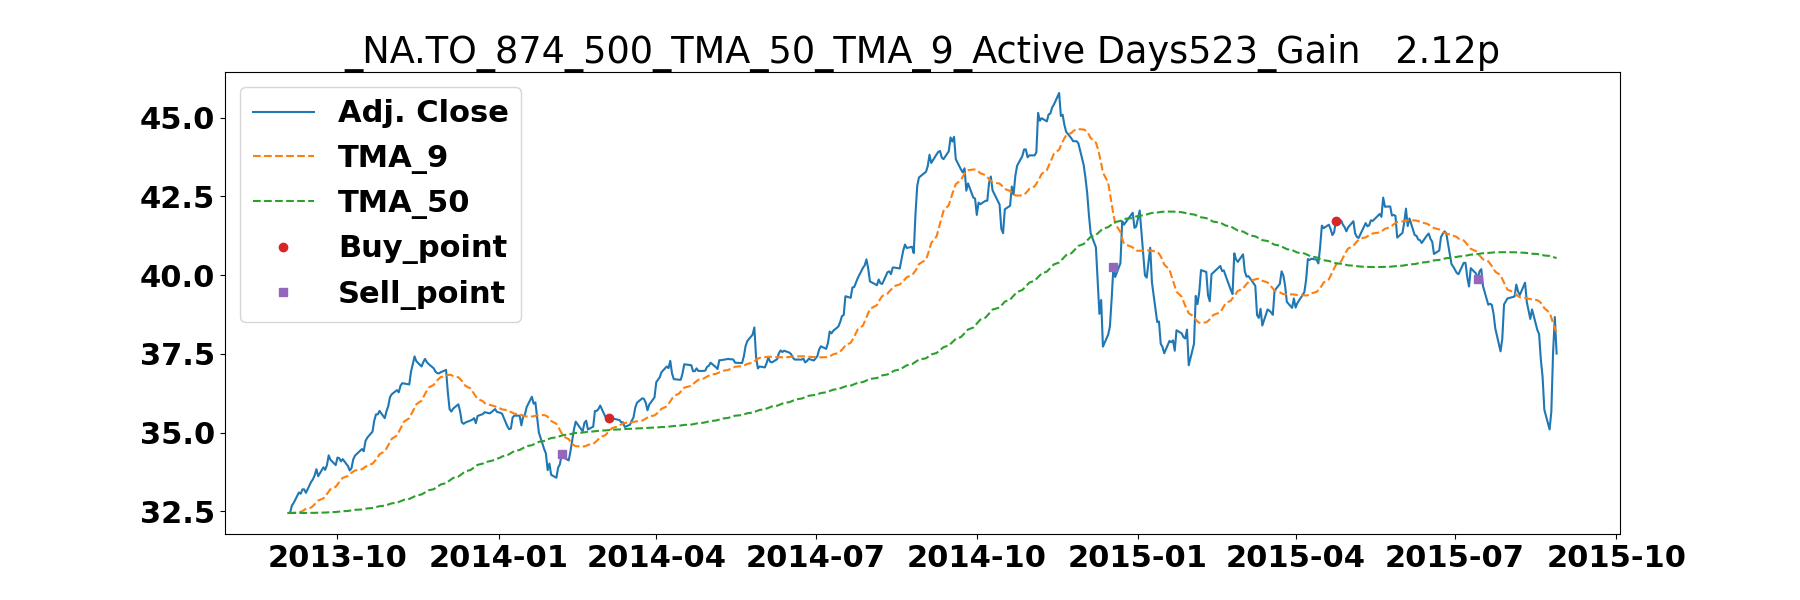 _NA.TO_874_500_TMA_50_TMA_9_Active Days523_Gain   2.12p
45.0
42.5
40.0
37.5
35.0
32.5
Adj. Close
TMA_9
TMA_50
Buy_point
Sell_point
2013-10 2014-01 2014-04 2014-07 2014-10 2015-01 2015-04 2015-07 2015-10